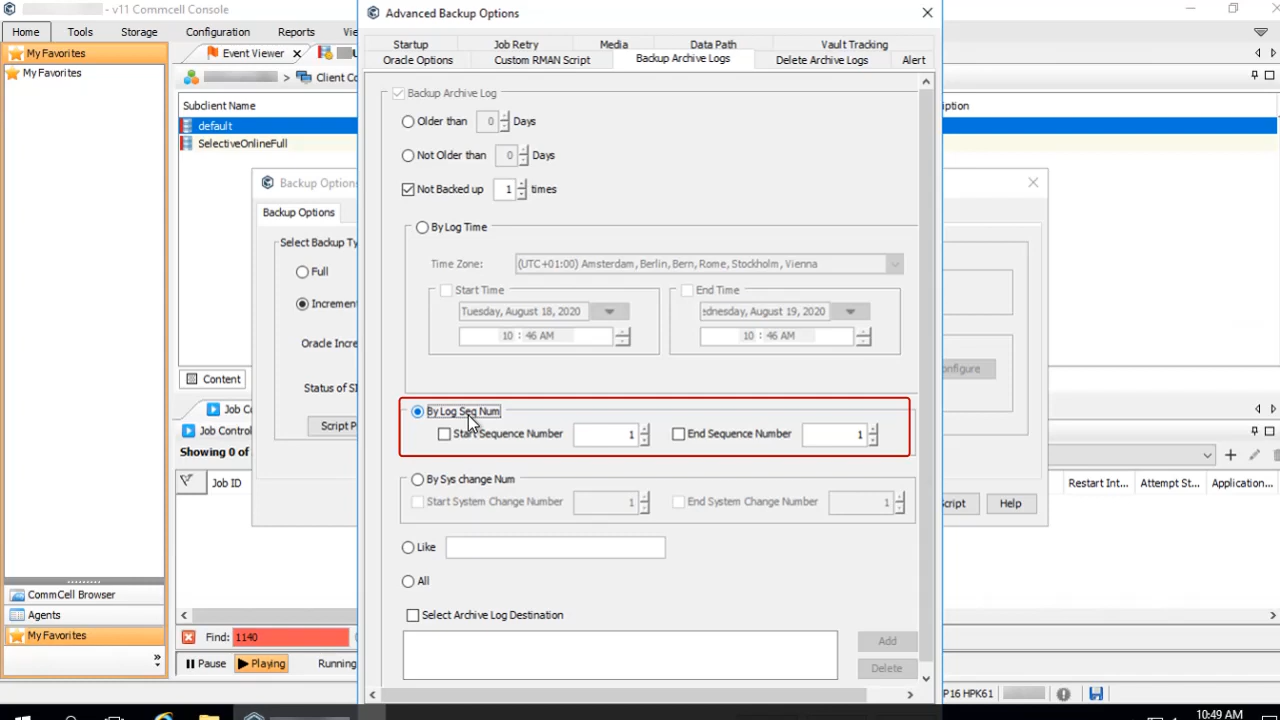 v11 Commcell Console
Advanced Backup Options
Home Tools Storage Configuration Reports
Startup Job Retry Media Data Path Vault Tracking
My Favorites
Event Viewer
Oracle Options Custom RMAN Script Backup Archive Logs Delete Archive Logs Alert
My Favorites
> Client Co
Backup Archive Log
Subclient Name
default
SelectiveOnlineFull
Older than 0 Days
Not Older than 0 Days
Not Backed up 1 times
Backup Options
Backup Options
Select Backup Ty
Full
Increment
Oracle Incre
Status of
Script P
By Log Time
Time Zone: (UTC+01:00) Amsterdam, Berlin, Bern, Rome, Stockholm, Vienna
Start Time End Time
Tuesday, August 18, 2020 dnesday, August 19, 2020
10 : 46 AM 10 : 46 AM
onfigure
Content
Job C
Job Control
Showing 0 of
Job ID
By Log Seq Num
Start Sequence Number 1 End Sequence Number 1
By Sys change Num
Start System Change Number 1 End System Change Number 1
Restart Int... Attempt St... Application...
cript Help
Like
All
Select Archive Log Destination
Add
Delete
CommCell Browser
Agents
My Favorites
Find: 1140
Pause Playing Running
P16 HPK61
10:49 AM